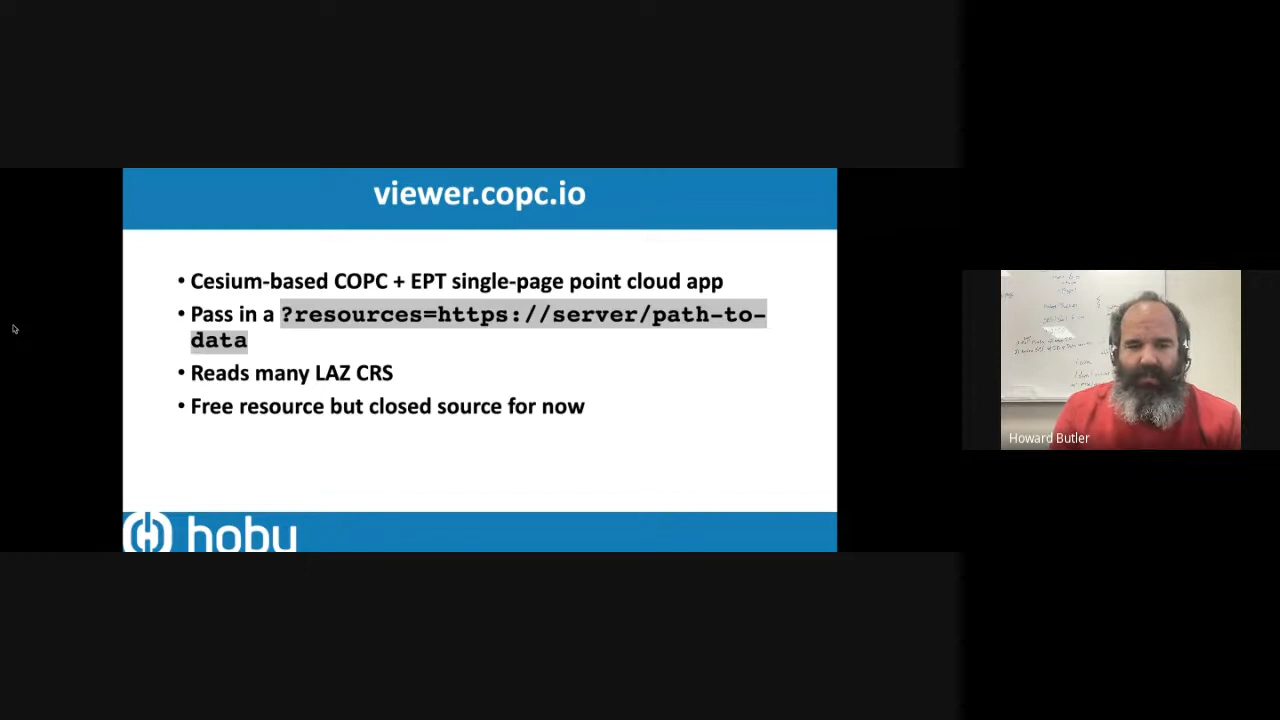 viewer.copc.io
• Cesium-based COPC + EPT single-page point cloud app
• Pass in a ?resources=https://server/path-to-
data
• Reads many LAZ CRS
• Free resource but closed source for now
hobu
Howard Butler